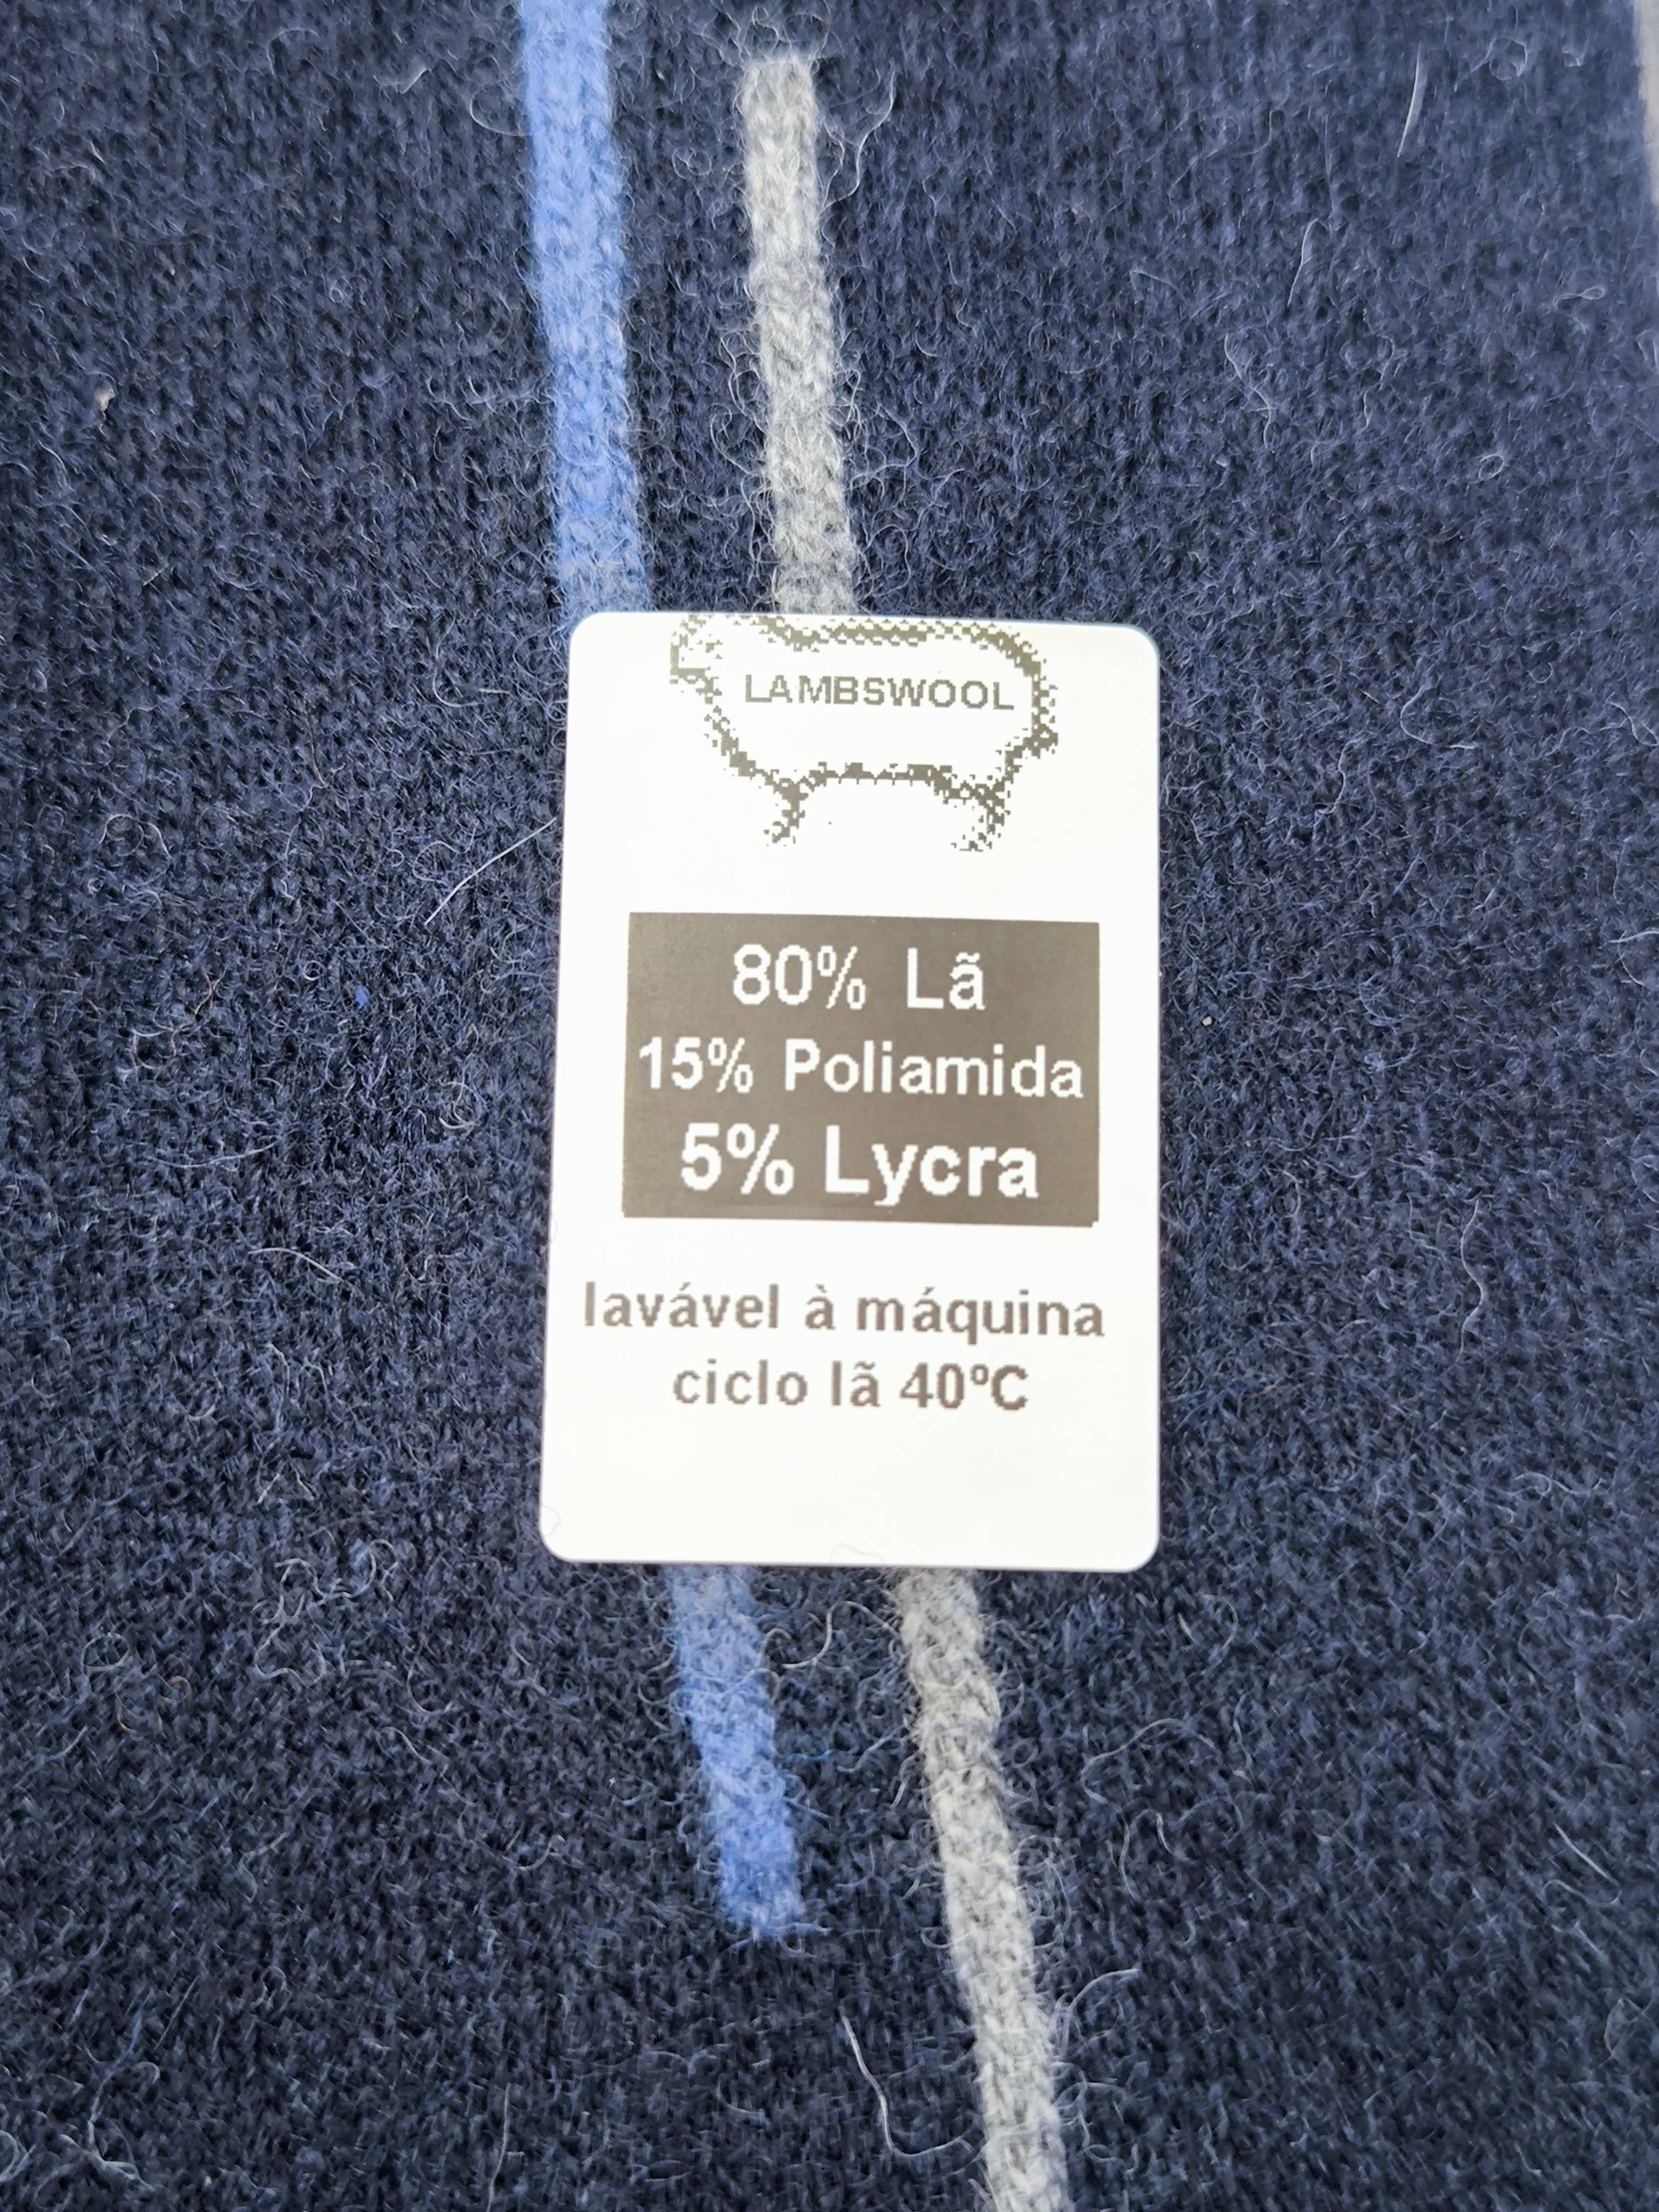 LAMBSWOOL
80% Lã
15% Poliamida
5% Lycra
lavável à máquina
ciclo lã 40ºC